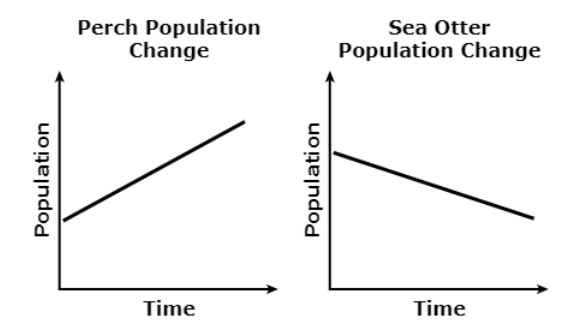 Perch Population
Change
Population
Time
Sea Otter
Population Change
Population
Time